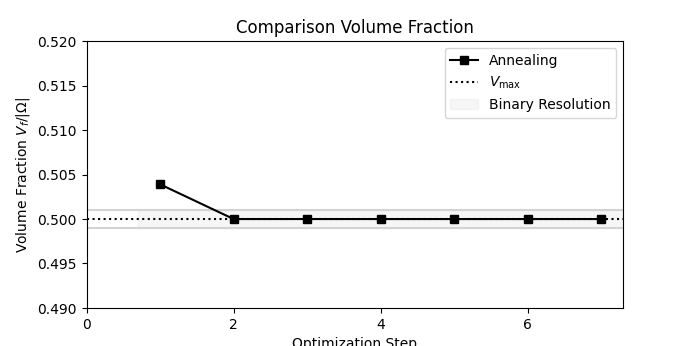 Comparison Volume Fraction
0.520
0.515
0.510
0.505
0.500
0.495
0.490
Volume Fraction V_f/|Ω|
Annealing
V_max
Binary Resolution
0 2 4 6
Optimization Step